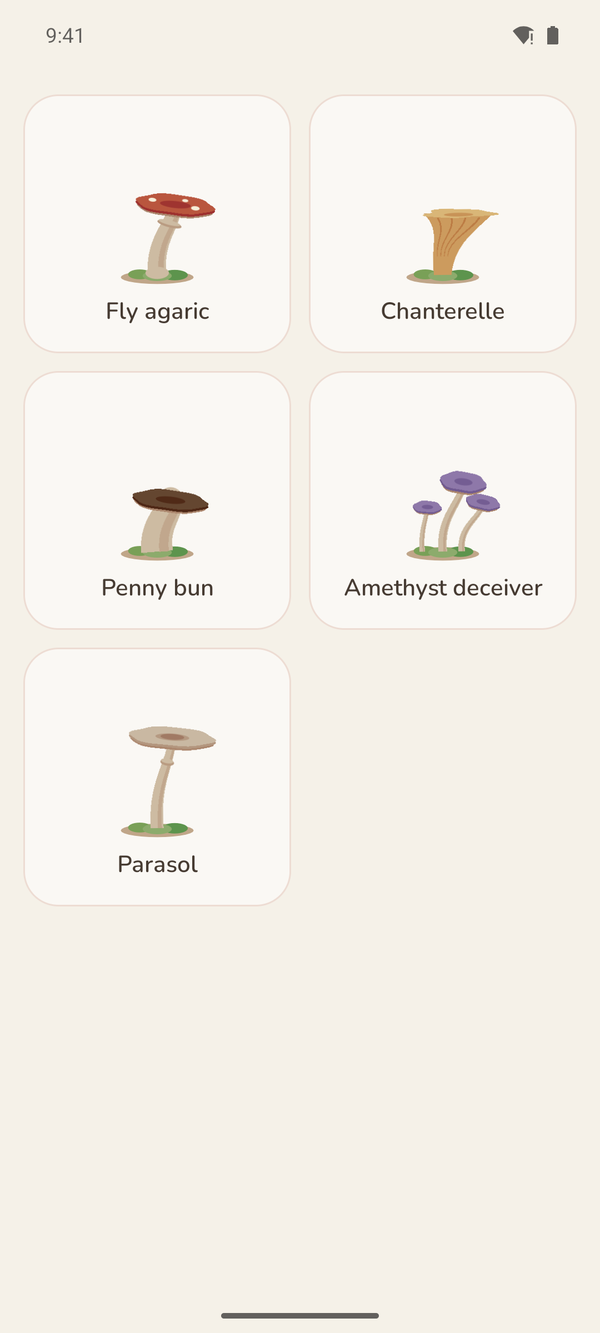 9:41
Fly agaric
Chanterelle
Penny bun
Amethyst deceiver
Parasol